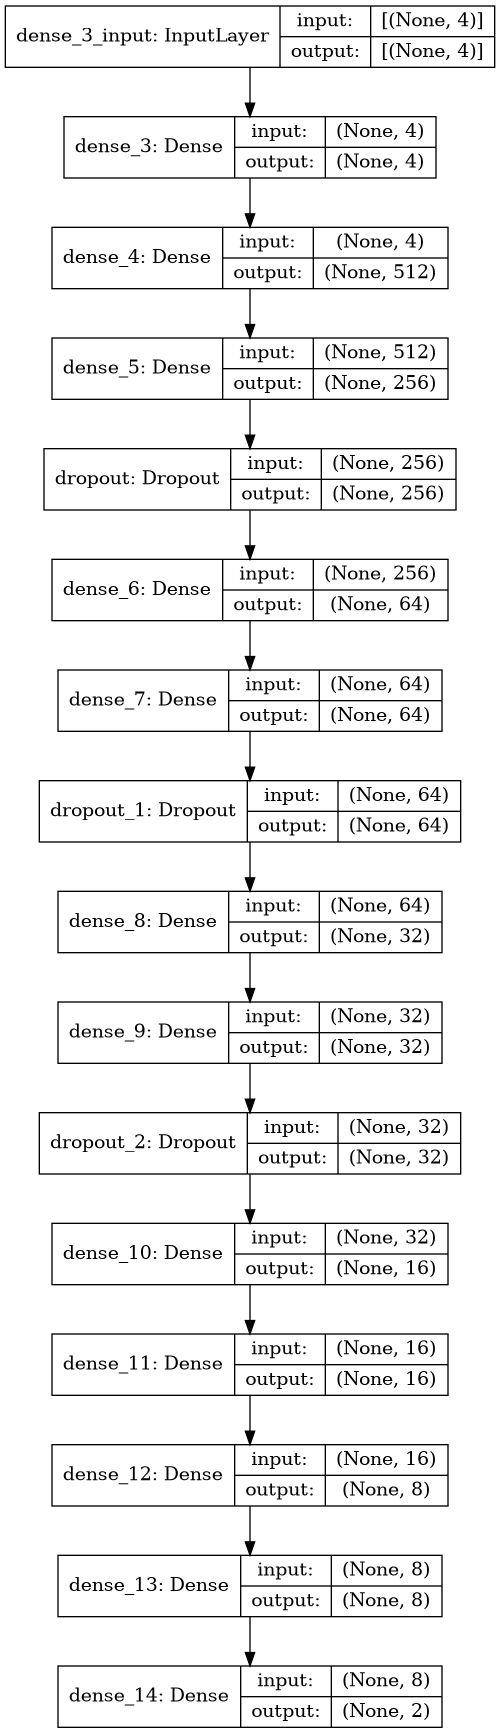 dense_3_input: InputLayer input: [(None, 4)]
output: [(None, 4)]
dense_3: Dense input: (None, 4)
output: (None, 4)
dense_4: Dense input: (None, 4)
output: (None, 512)
dense_5: Dense input: (None, 512)
output: (None, 256)
dropout: Dropout input: (None, 256)
output: (None, 256)
dense_6: Dense input: (None, 256)
output: (None, 64)
dense_7: Dense input: (None, 64)
output: (None, 64)
dropout_1: Dropout input: (None, 64)
output: (None, 64)
dense_8: Dense input: (None, 64)
output: (None, 32)
dense_9: Dense input: (None, 32)
output: (None, 32)
dropout_2: Dropout input: (None, 32)
output: (None, 32)
dense_10: Dense input: (None, 32)
output: (None, 16)
dense_11: Dense input: (None, 16)
output: (None, 16)
dense_12: Dense input: (None, 16)
output: (None, 8)
dense_13: Dense input: (None, 8)
output: (None, 8)
dense_14: Dense input: (None, 8)
output: (None, 2)